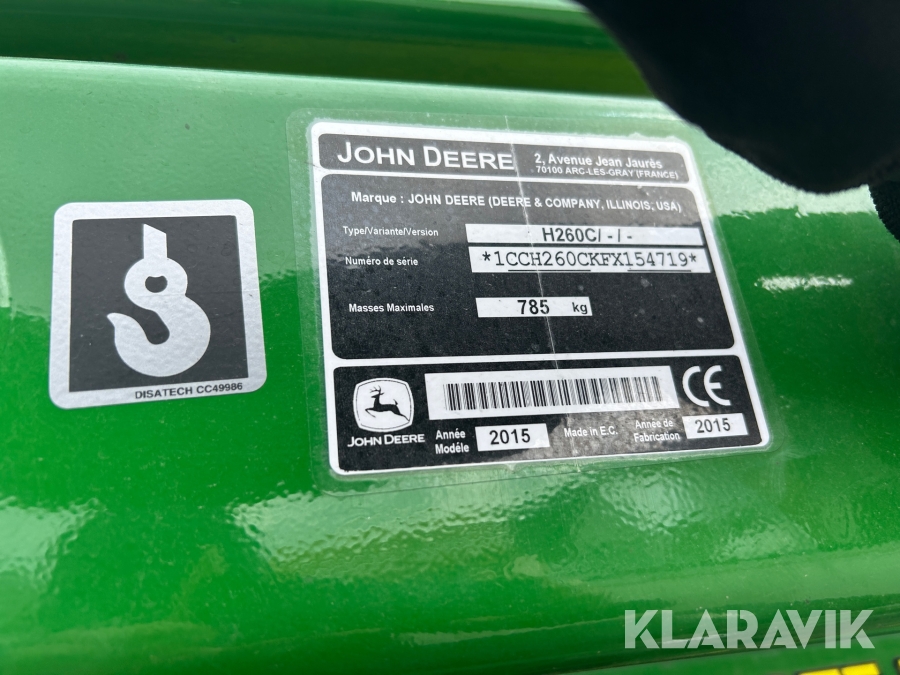 JOHN DEERE
2, Avenue Jean Jaurès
70100 ARC-LES-GRAY (FRANCE)
Marque : JOHN DEERE (DEERE & COMPANY, ILLINOIS, USA)
Type/Variante/Version H260C/ - / -
Numéro de série *1CCH260CKFX154719*
Masses Maximales 785 kg
DISATECH CC49986
CE
JOHN DEERE
Année Modèle 2015
Made in E.C.
Année de Fabrication 2015
KLARAVIK